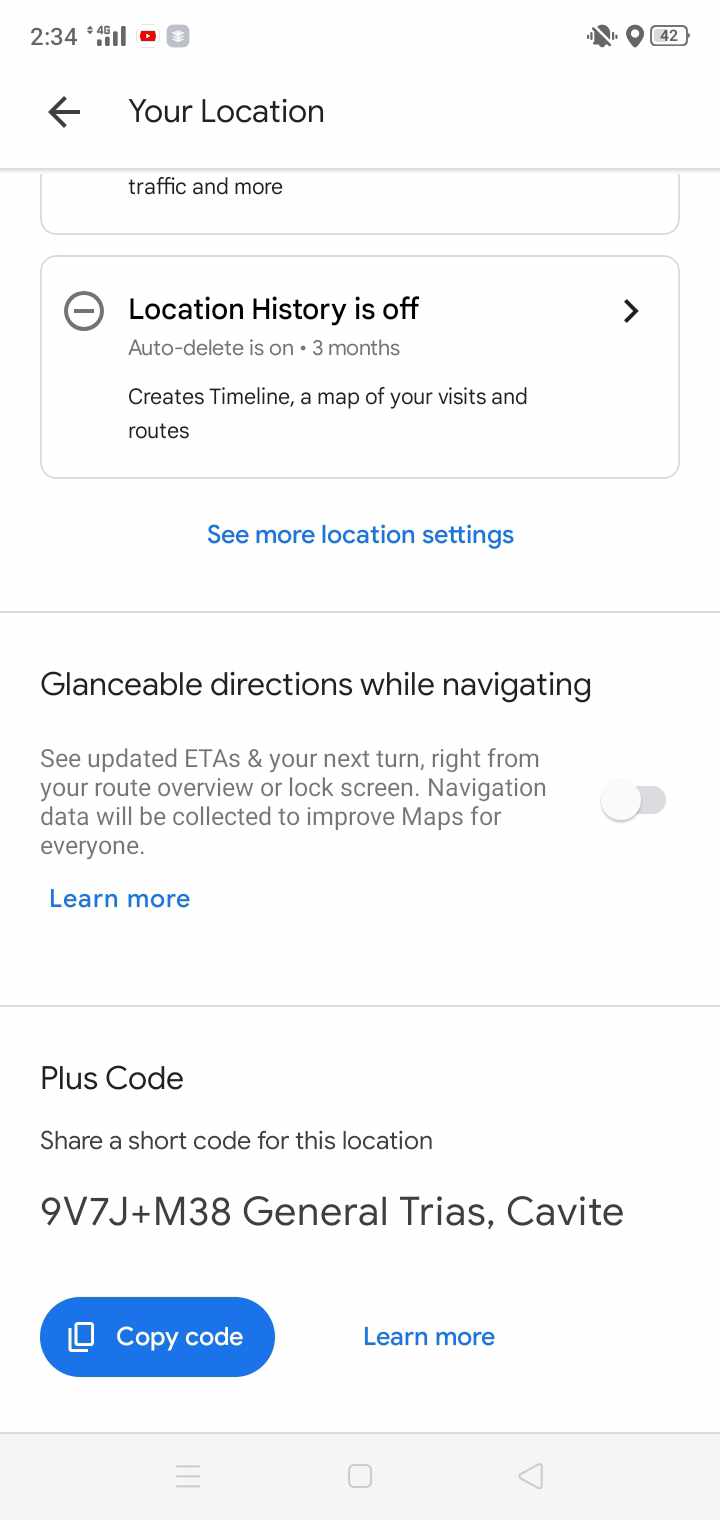 2:34 4G 42
Your Location
traffic and more
Location History is off
Auto-delete is on • 3 months
Creates Timeline, a map of your visits and
routes
See more location settings
Glanceable directions while navigating
See updated ETAs & your next turn, right from
your route overview or lock screen. Navigation
data will be collected to improve Maps for
everyone.
Learn more
Plus Code
Share a short code for this location
9V7J+M38 General Trias, Cavite
Copy code
Learn more